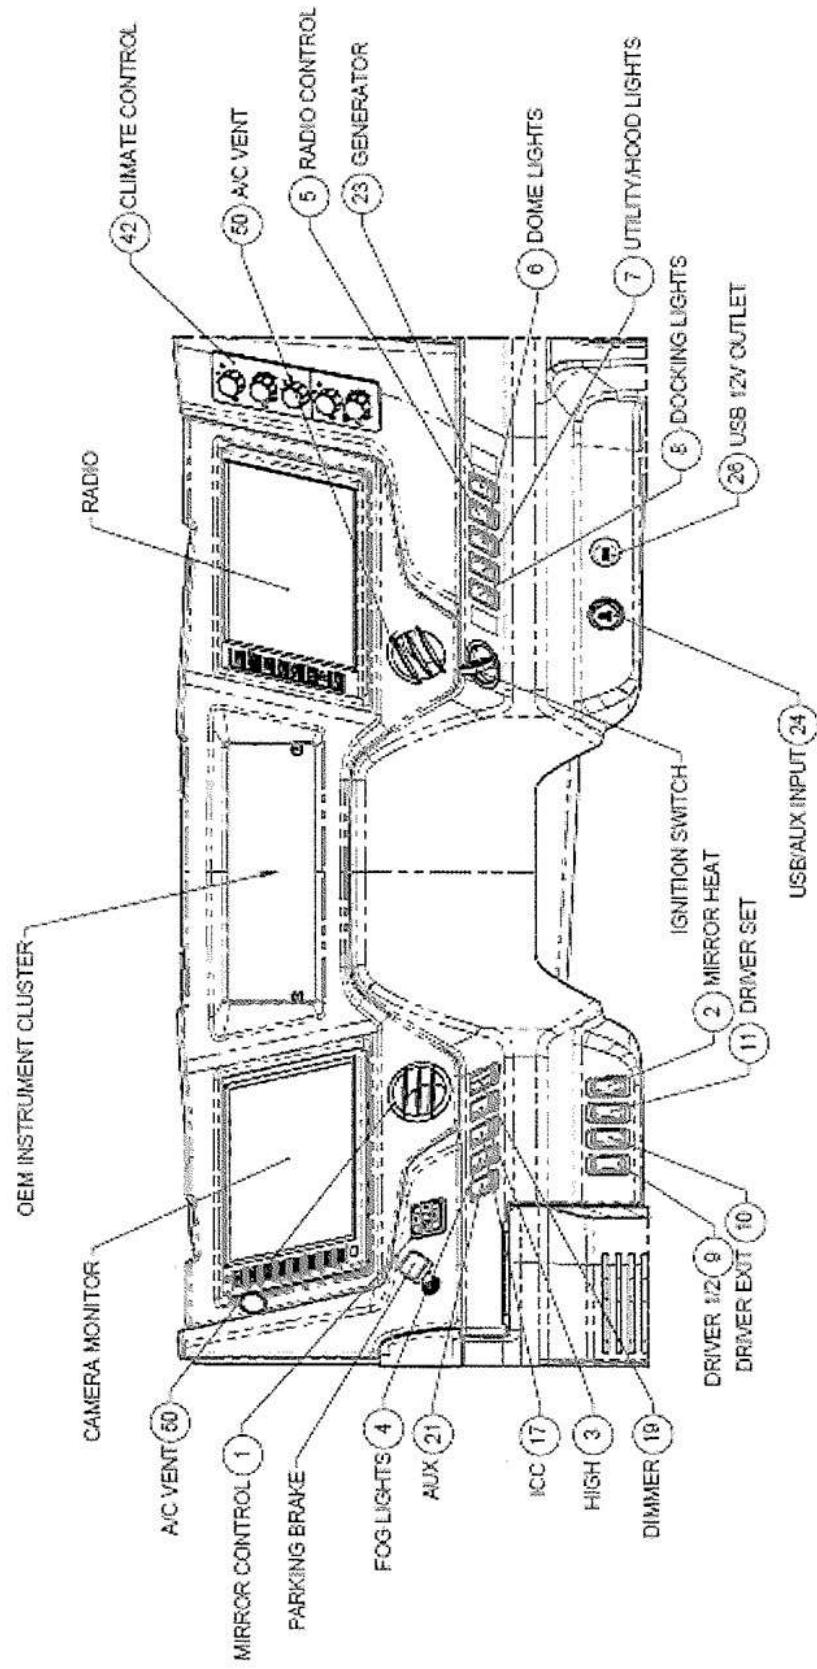 OEM INSTRUMENT CLUSTER
CAMERA MONITOR
RADIO
A/C VENT 50
MIRROR CONTROL 1
PARKING BRAKE
FOG LIGHTS 4
AUX 21
ICC 17
HIGH 3
DIMMER 19
42 CLIMATE CONTROL
50 A/C VENT
5 RADIO CONTROL
23 GENERATOR
6 DOME LIGHTS
7 UTILITY/HOOD LIGHTS
8 DOCKING LIGHTS
26 USB 12V OUTLET
USB/AUX INPUT 24
IGNITION SWITCH
2 MIRROR HEAT
11 DRIVER SET
DRIVER 1/2 9
DRIVER EXIT 10